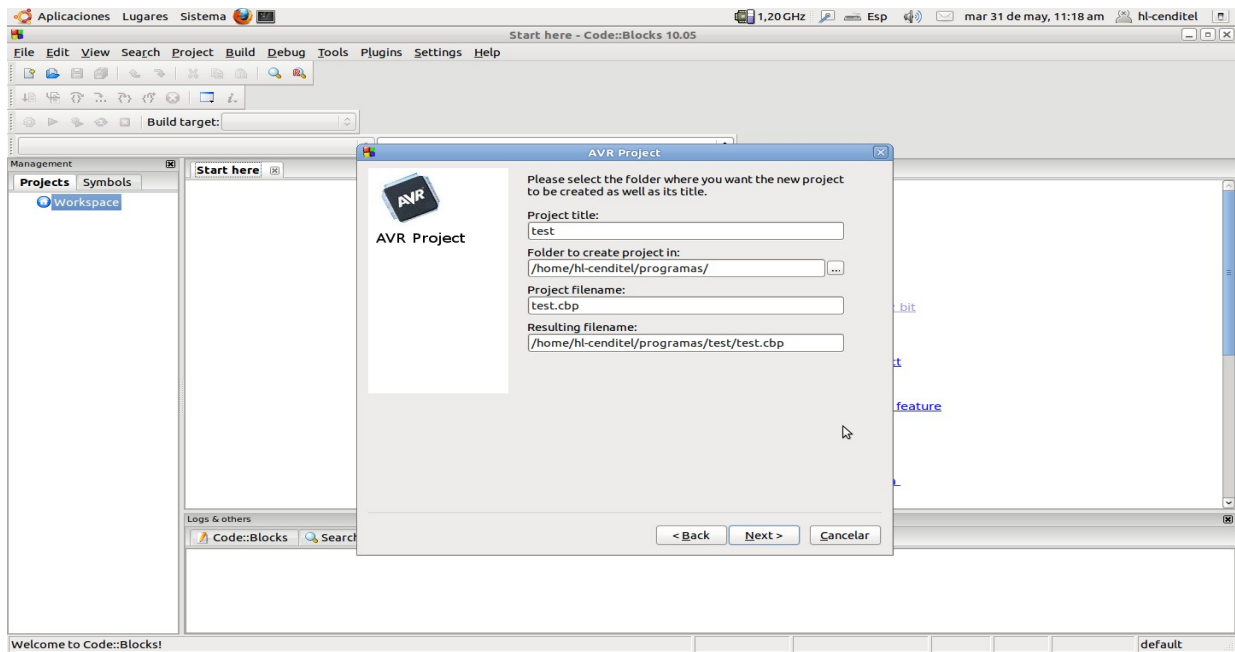 Aplicaciones Lugares Sistema 1,20 GHz Esp mar 31 de may, 11:18 am hl-cenditel
Start here - Code::Blocks 10.05
File Edit View Search Project Build Debug Tools Plugins Settings Help
Build target:
Management
Projects Symbols
Workspace
Start here
AVR Project
AVR
AVR Project
Please select the folder where you want the new project
to be created as well as its title.
Project title:
test
Folder to create project in:
/home/hl-cenditel/programas/
...
Project filename:
test.cbp
Resulting filename:
/home/hl-cenditel/programas/test/test.cbp
< Back Next > Cancelar
bit
feature
Logs & others
Code::Blocks Search
Welcome to Code::Blocks! default